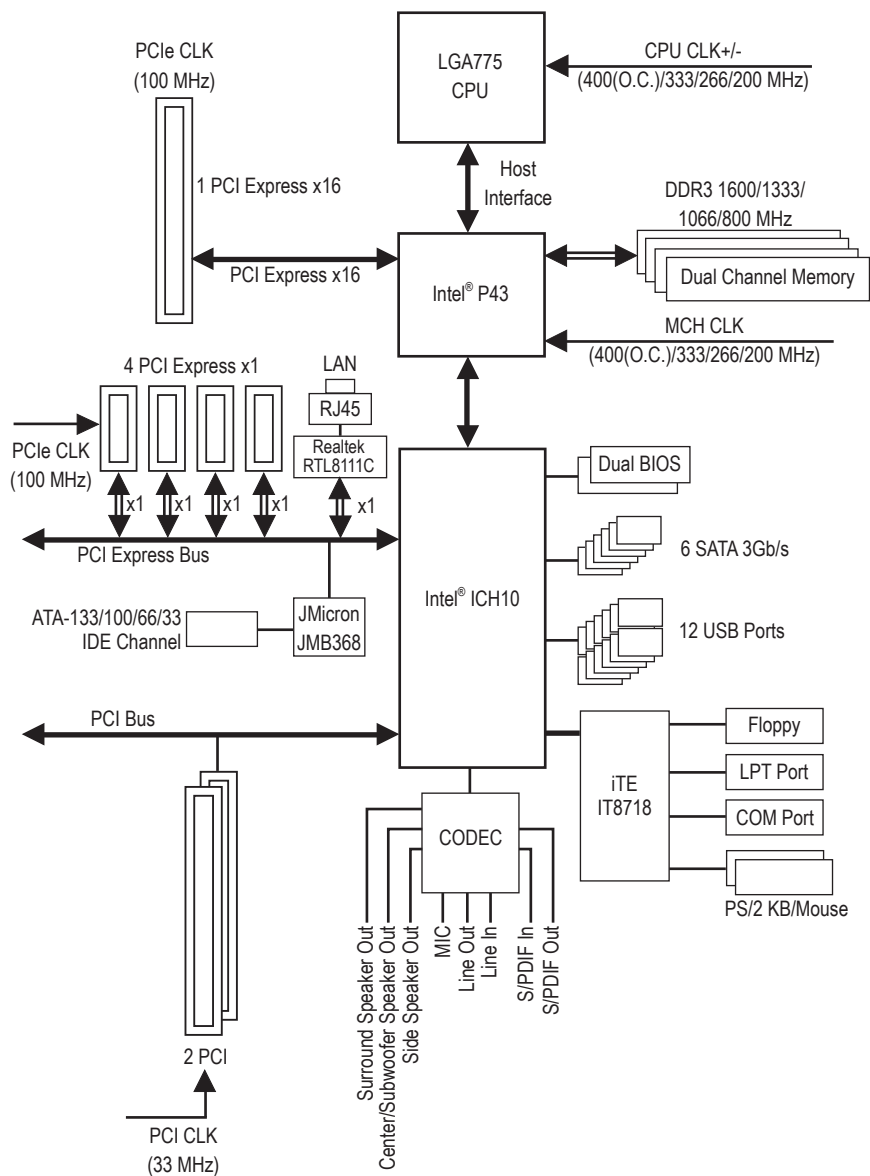 PCIe CLK
(100 MHz)
LGA775
CPU
CPU CLK+/-
(400(O.C.)/333/266/200 MHz)
1 PCI Express x16
Host
Interface
DDR3 1600/1333/
1066/800 MHz
PCI Express x16
Intel® P43
Dual Channel Memory
MCH CLK
(400(O.C.)/333/266/200 MHz)
4 PCI Express x1
LAN
RJ45
Realtek
RTL8111C
PCIe CLK
(100 MHz)
x1
x1
x1
x1
x1
PCI Express Bus
Dual BIOS
6 SATA 3Gb/s
Intel® ICH10
ATA-133/100/66/33
IDE Channel
JMicron
JMB368
12 USB Ports
PCI Bus
iTE
IT8718
Floppy
LPT Port
COM Port
PS/2 KB/Mouse
CODEC
Surround Speaker Out
Center/Subwoofer Speaker Out
Side Speaker Out
MIC
Line Out
Line In
S/PDIF In
S/PDIF Out
2 PCI
PCI CLK
(33 MHz)